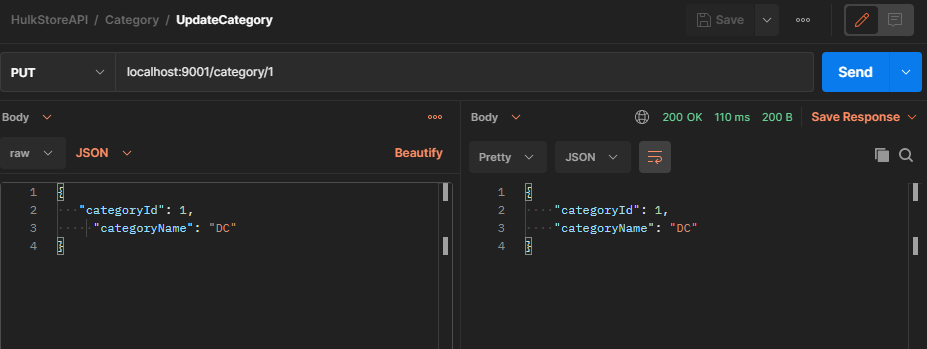 HulkStoreAPI / Category / UpdateCategory
Save
PUT
localhost:9001/category/1
Send
Body
raw
JSON
Beautify
1 {
2 "categoryId": 1,
3 "categoryName": "DC"
4 }
Body
200 OK 110 ms 200 B
Save Response
Pretty
JSON
1 {
2 "categoryId": 1,
3 "categoryName": "DC"
4 }